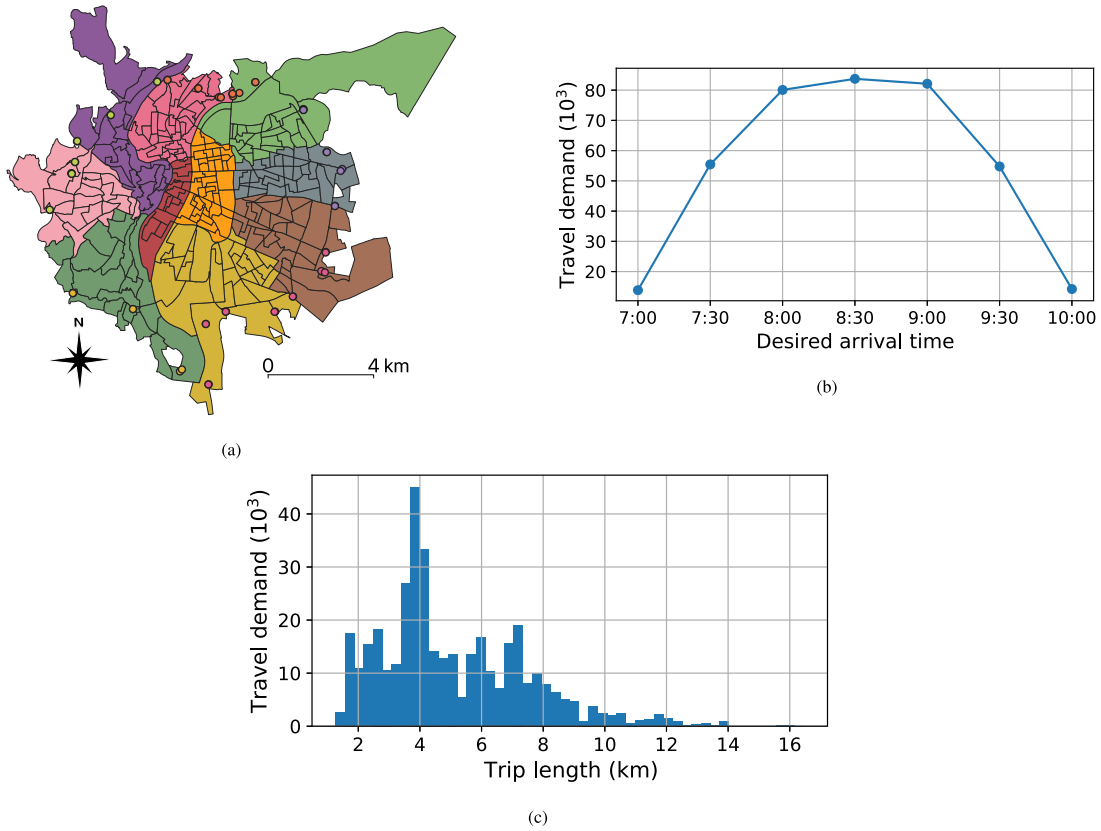 N
0 4 km
(a)
Travel demand (10³)
80
70
60
50
40
30
20
7:00 7:30 8:00 8:30 9:00 9:30 10:00
Desired arrival time
(b)
Travel demand (10³)
40
30
20
10
0
2 4 6 8 10 12 14 16
Trip length (km)
(c)